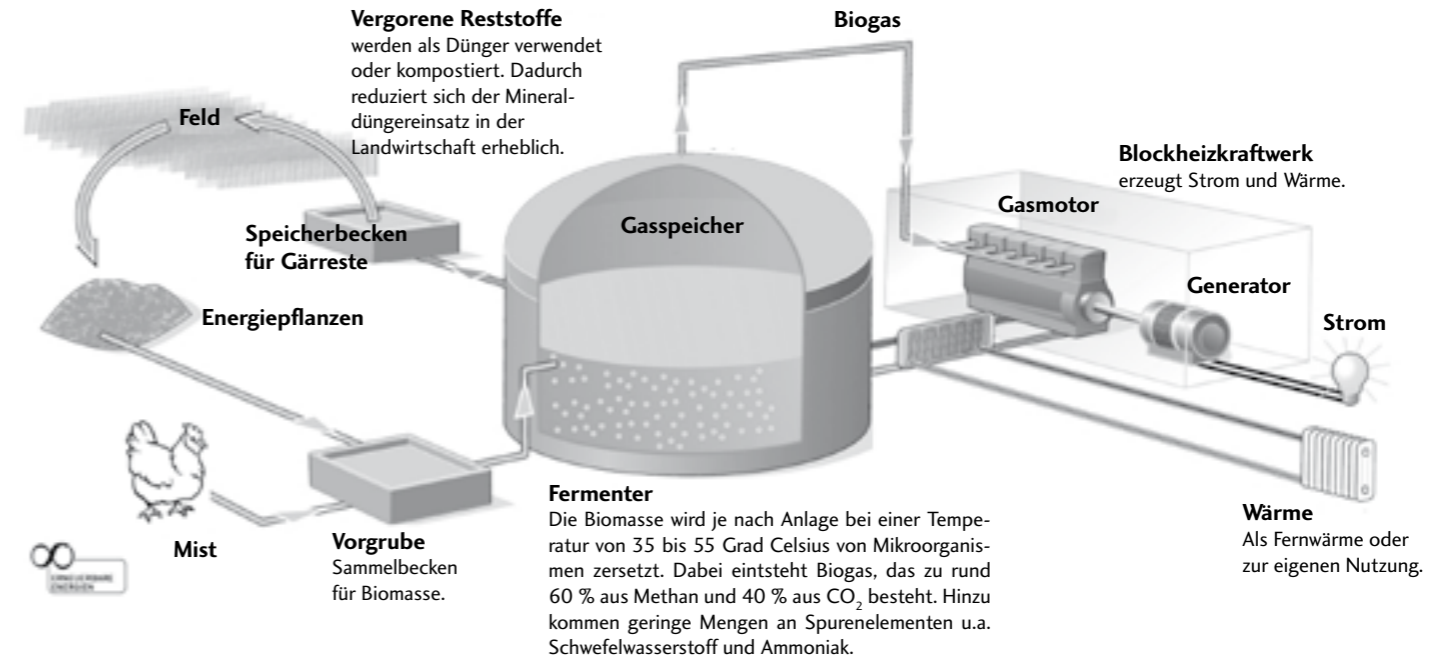 Vergorene Reststoffe
werden als Dünger verwendet
oder kompostiert. Dadurch
reduziert sich der Mineral-
düngereinsatz in der
Landwirtschaft erheblich.
Biogas
Feld
Blockheizkraftwerk
erzeugt Strom und Wärme.
Gasmotor
Gasspeicher
Speicherbecken
für Gärreste
Generator
Energiepflanzen
Strom
Fermenter
Die Biomasse wird je nach Anlage bei einer Tempe-
ratur von 35 bis 55 Grad Celsius von Mikroorganis-
men zersetzt. Dabei eintsteht Biogas, das zu rund
60 % aus Methan und 40 % aus CO₂ besteht. Hinzu
kommen geringe Mengen an Spurenelementen u.a.
Schwefelwasserstoff und Ammoniak.
Wärme
Als Fernwärme oder
zur eigenen Nutzung.
Mist
Vorgrube
Sammelbecken
für Biomasse.
ERNEUERBARE
ENERGIEN